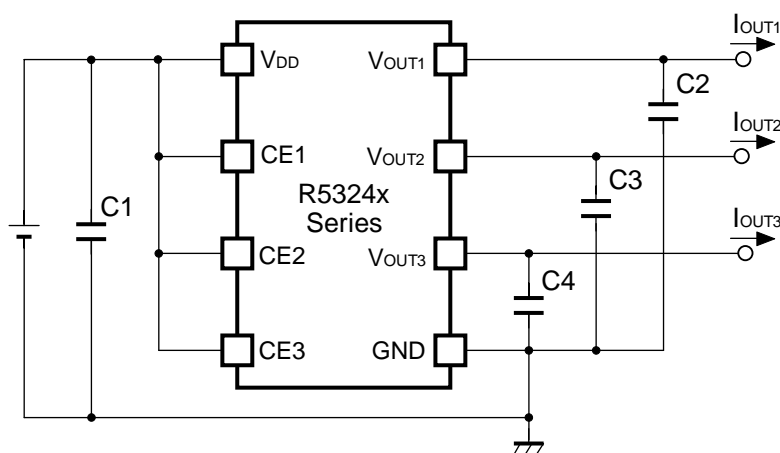 IOUT1
VDD
VOUT1
C2
IOUT2
CE1
VOUT2
C3
R5324x
Series
C1
IOUT3
CE2
VOUT3
C4
CE3
GND